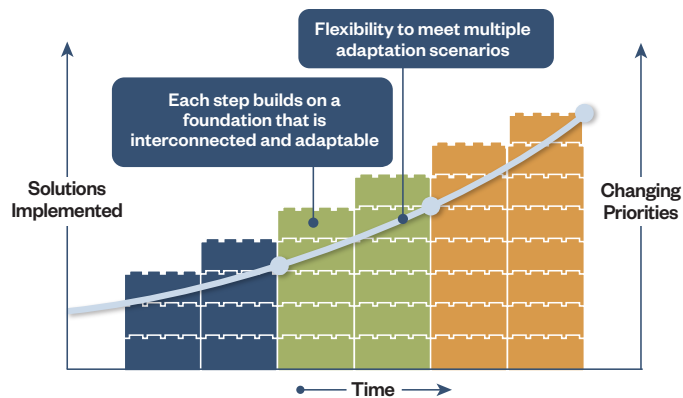 Flexibility to meet multiple
adaptation scenarios
Each step builds on a
foundation that is
interconnected and adaptable
Solutions
Implemented
Changing
Priorities
Time